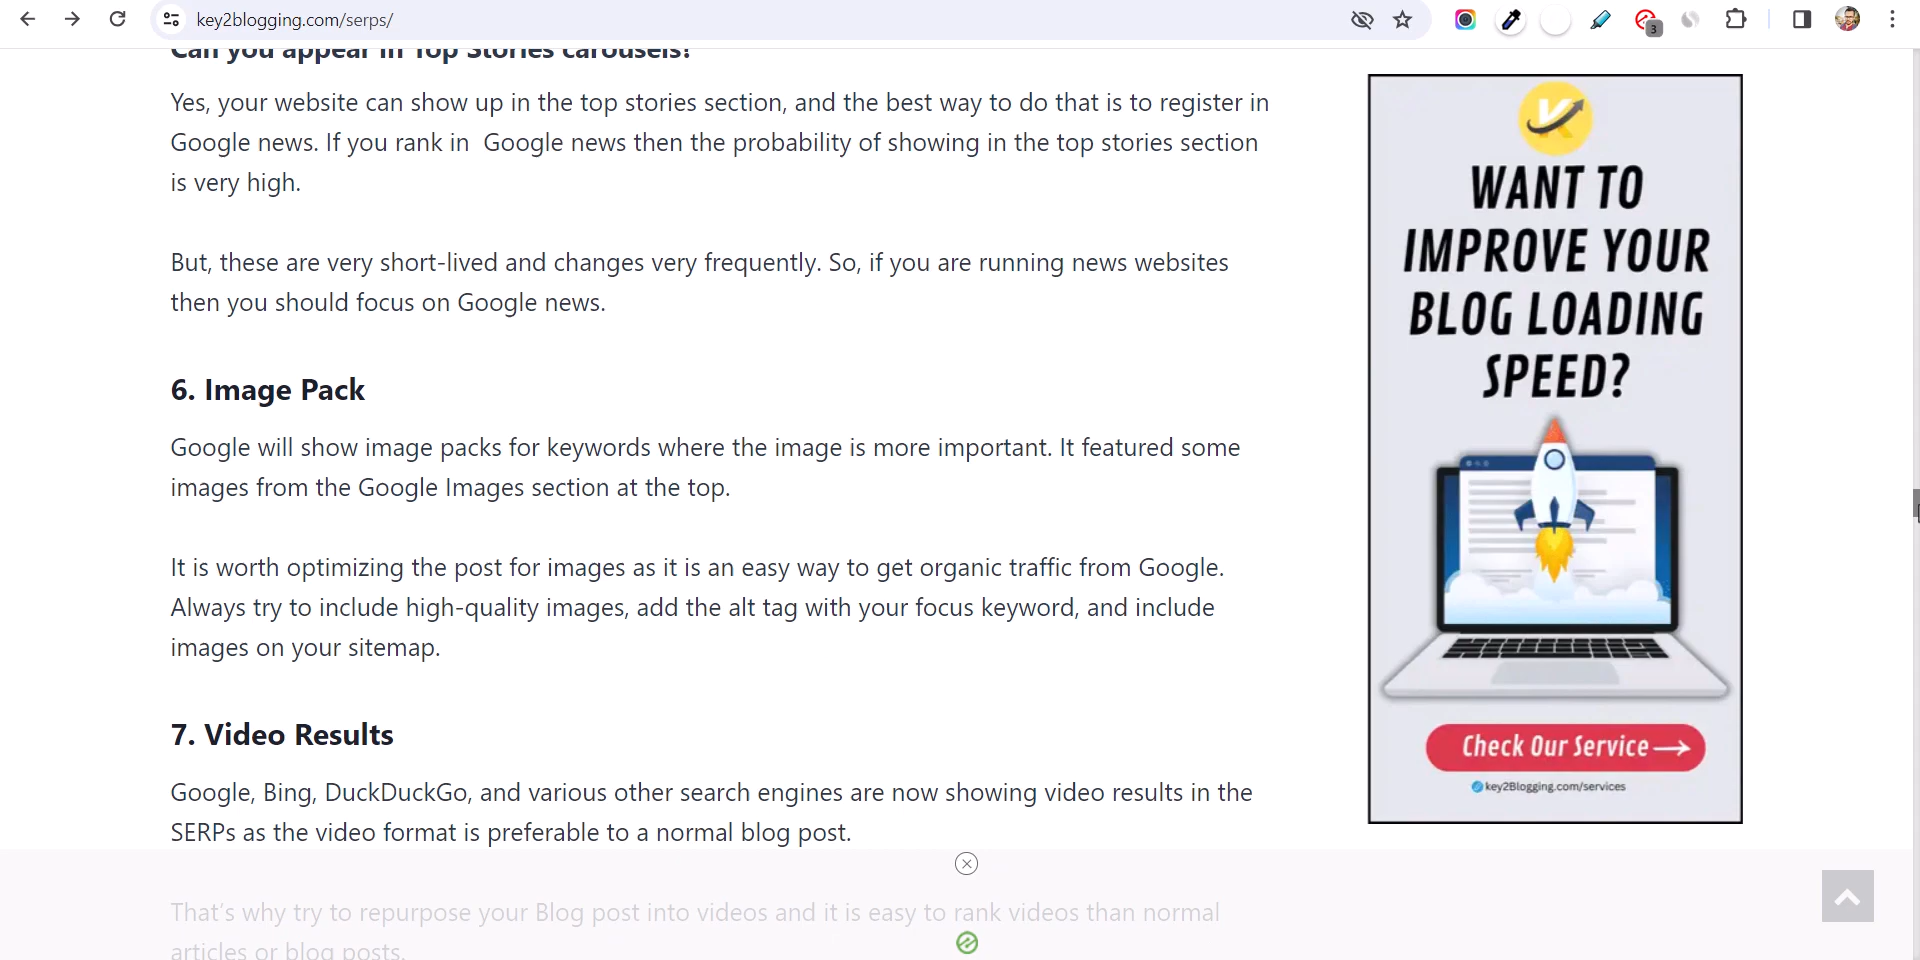 key2blogging.com/serps/
3
Can you appear in Top Stories carousels?
Yes, your website can show up in the top stories section, and the best way to do that is to register in
Google news. If you rank in  Google news then the probability of showing in the top stories section
is very high.
But, these are very short-lived and changes very frequently. So, if you are running news websites
then you should focus on Google news.
6. Image Pack
Google will show image packs for keywords where the image is more important. It featured some
images from the Google Images section at the top.
It is worth optimizing the post for images as it is an easy way to get organic traffic from Google.
Always try to include high-quality images, add the alt tag with your focus keyword, and include
images on your sitemap.
7. Video Results
Google, Bing, DuckDuckGo, and various other search engines are now showing video results in the
SERPs as the video format is preferable to a normal blog post.
That's why try to repurpose your Blog post into videos and it is easy to rank videos than normal
articles or blog posts.
K
WANT TO
IMPROVE YOUR
BLOG LOADING
SPEED?
Check Our Service
key2Blogging.com/services